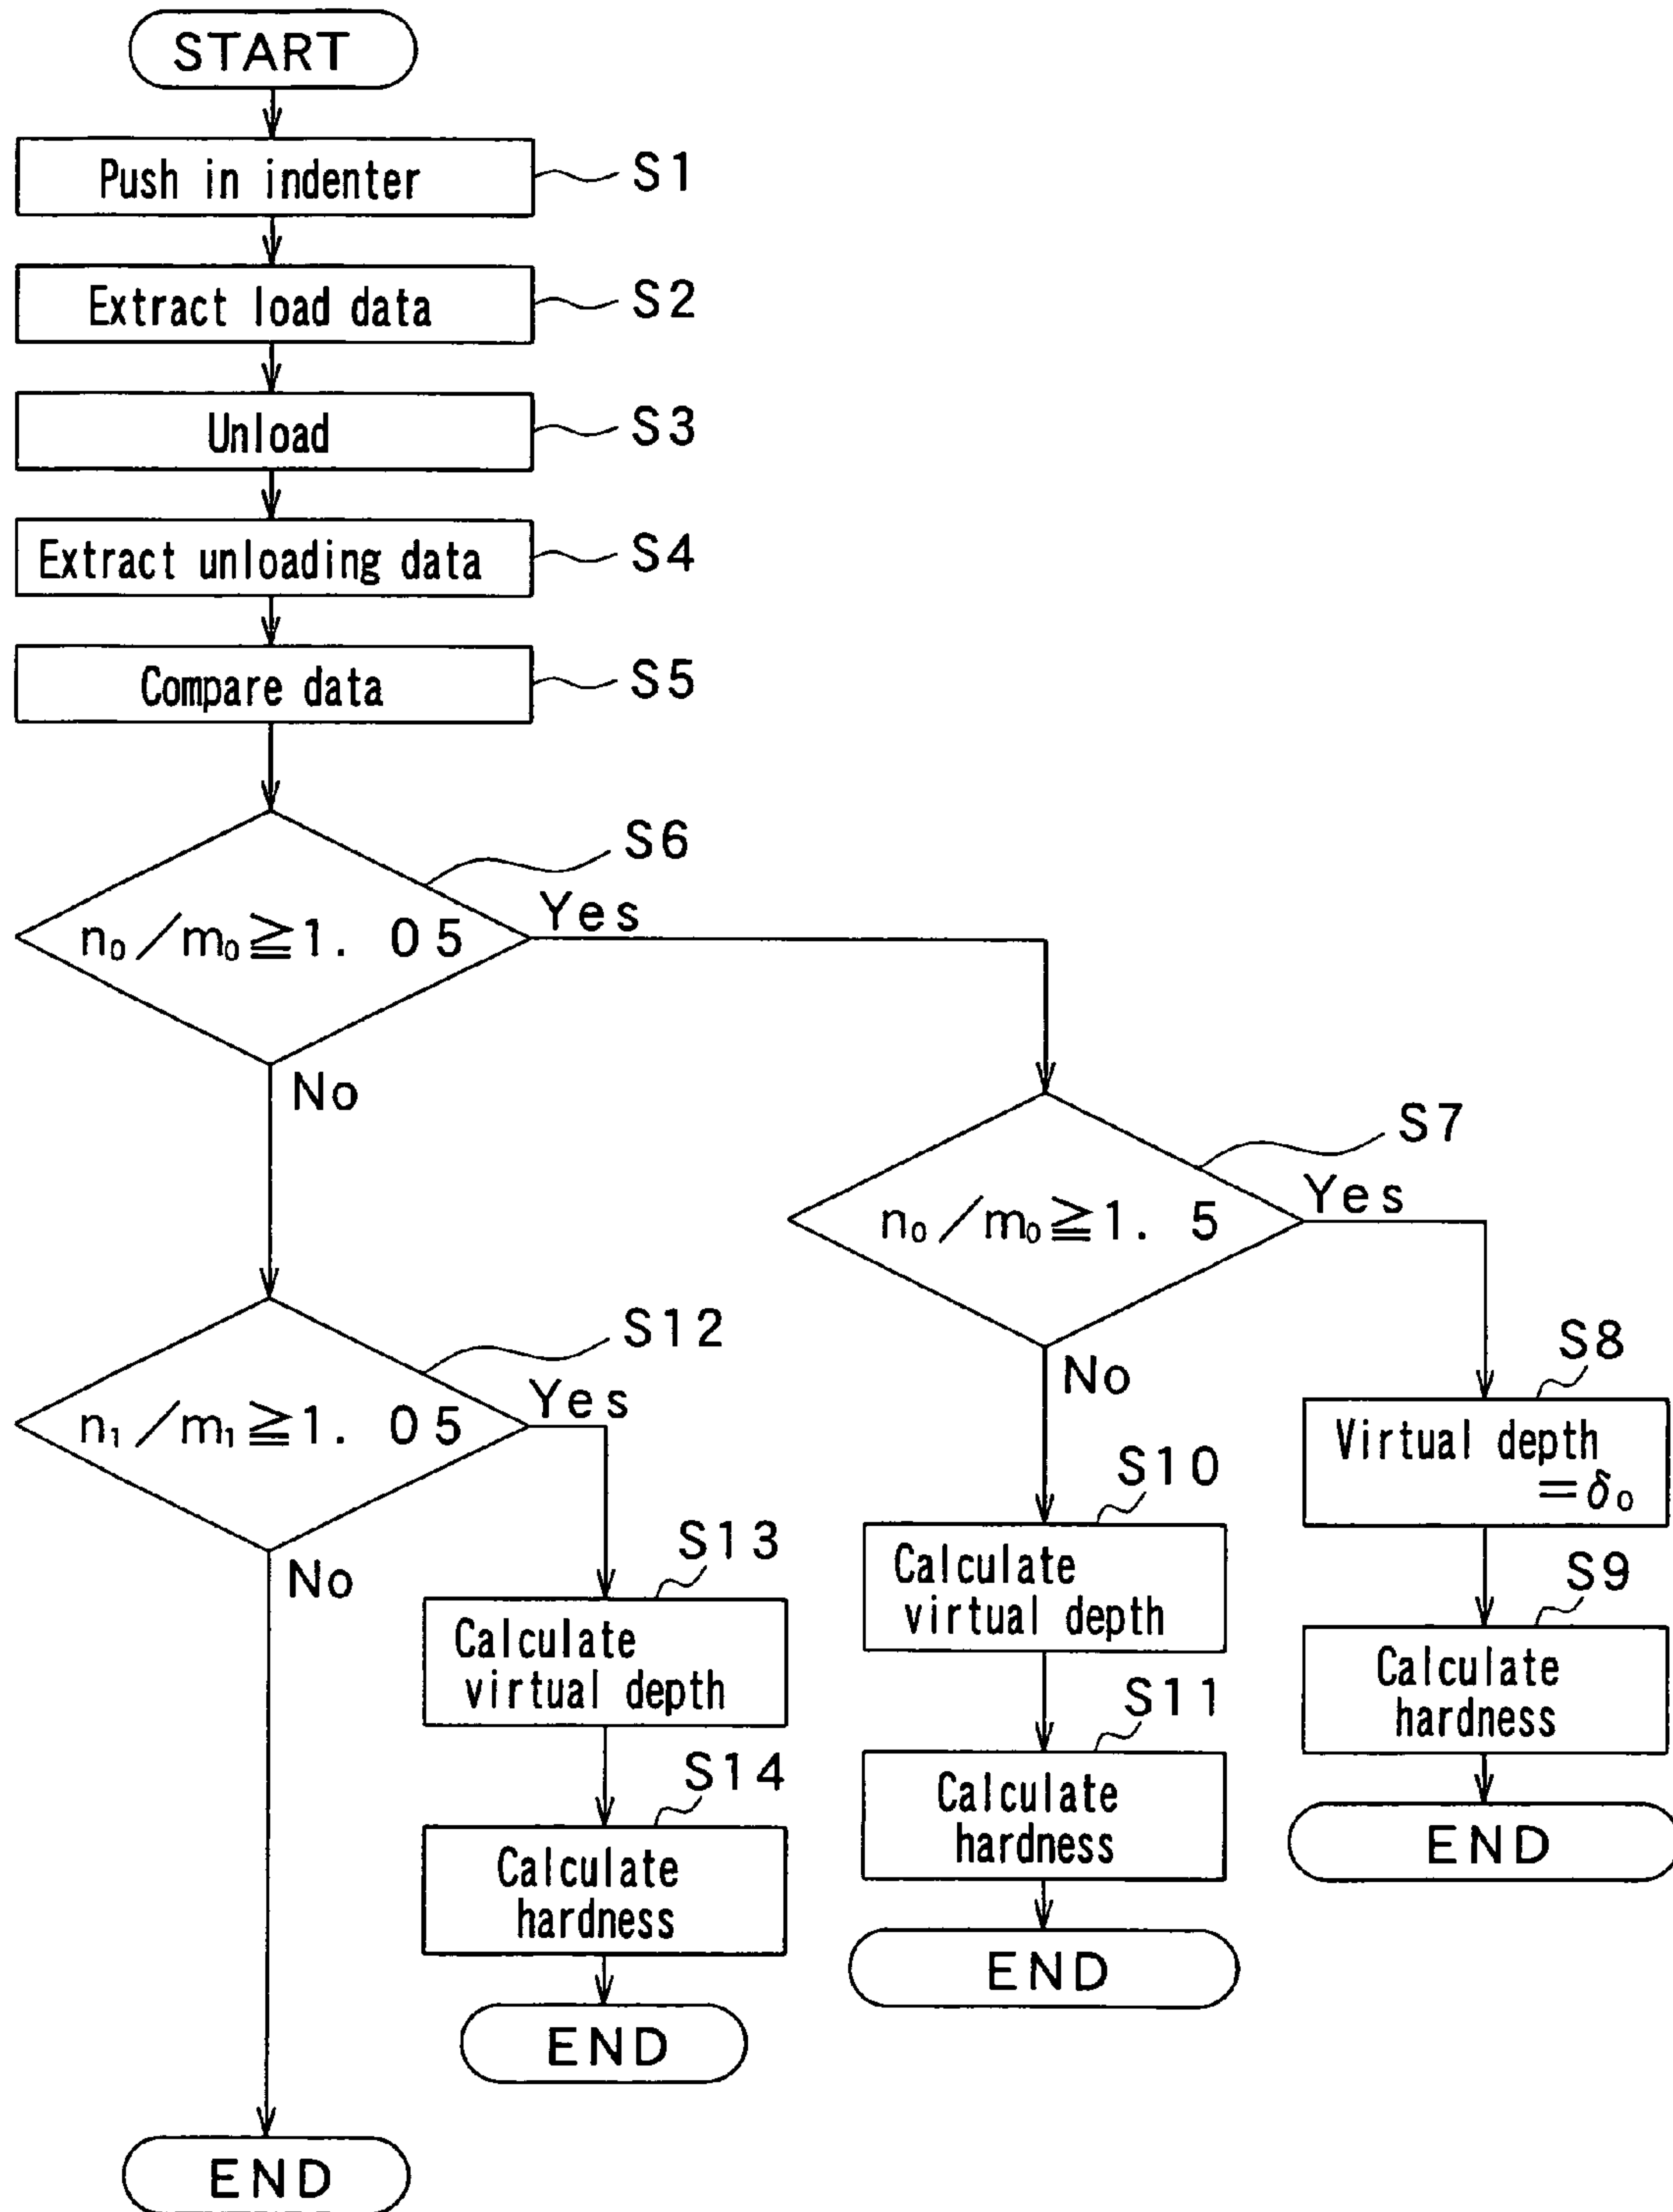 START
Push in indenter
S1
Extract load data
S2
Unload
S3
Extract unloading data
S4
Compare data
S5
S6
n₀/m₀≧1. 05
Yes
No
S7
n₀/m₀≧1. 5
Yes
No
S8
Virtual depth
=δ₀
S9
Calculate
hardness
END
S10
Calculate
virtual depth
S11
Calculate
hardness
END
S12
n₁/m₁≧1. 05
Yes
No
S13
Calculate
virtual depth
S14
Calculate
hardness
END
END